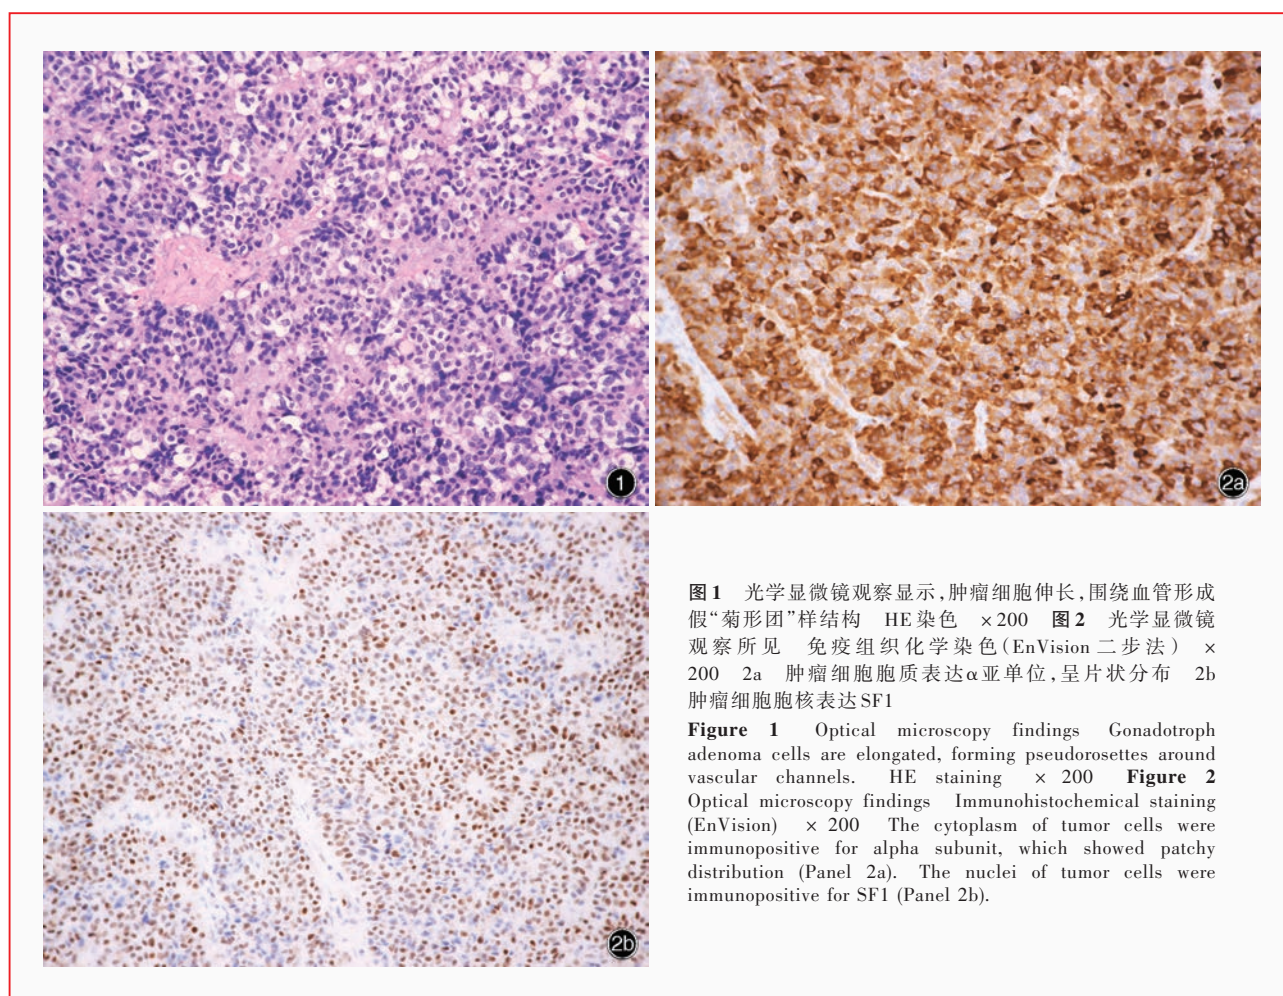 1
2a
2b
图1 光学显微镜观察显示,肿瘤细胞伸长,围绕血管形成
假“菊形团”样结构 HE染色 ×200 图2 光学显微镜
观察所见 免疫组织化学染色(EnVision二步法) ×
200 2a 肿瘤细胞胞质表达α亚单位,呈片状分布 2b
肿瘤细胞胞核表达SF1
Figure 1 Optical microscopy findings Gonadotroph
adenoma cells are elongated, forming pseudorosettes around
vascular channels. HE staining × 200 Figure 2
Optical microscopy findings Immunohistochemical staining
(EnVision) × 200 The cytoplasm of tumor cells were
immunopositive for alpha subunit, which showed patchy
distribution (Panel 2a). The nuclei of tumor cells were
immunopositive for SF1 (Panel 2b).